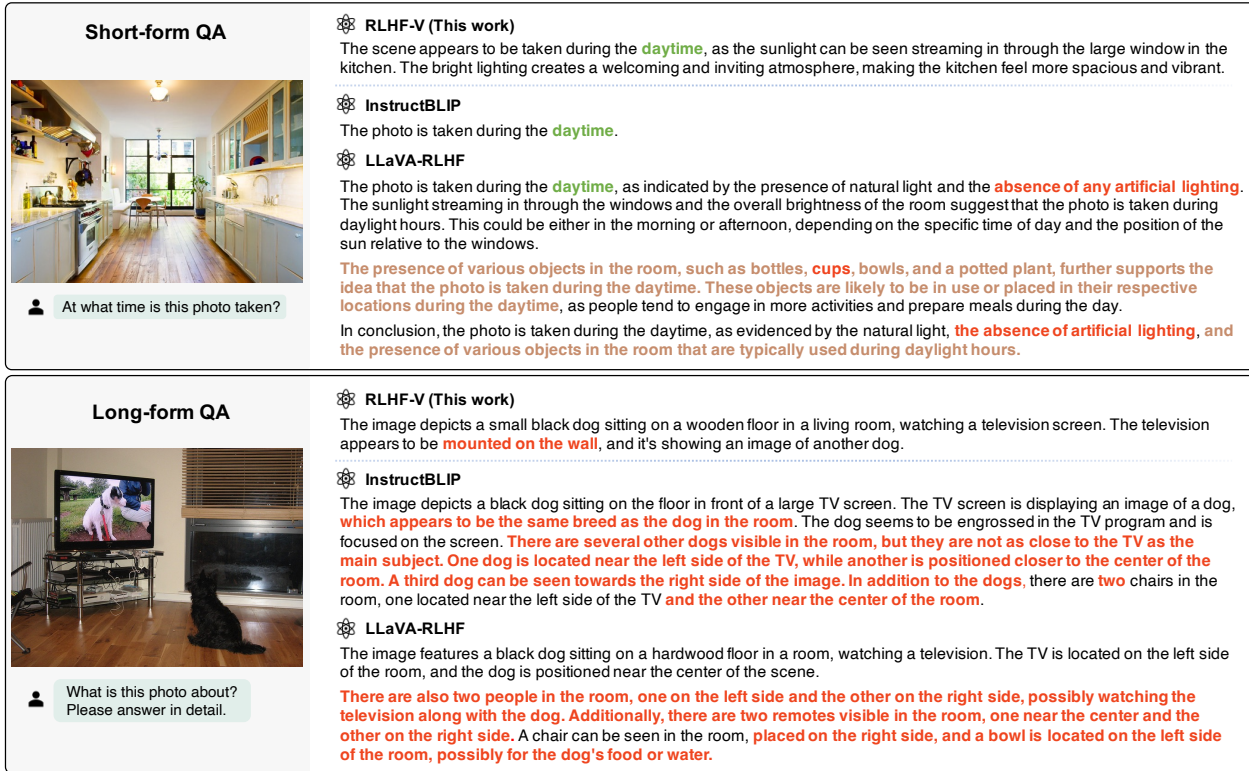 Short-form QA
At what time is this photo taken?
RLHF-V (This work)
The scene appears to be taken during the daytime, as the sunlight can be seen streaming in through the large window in the
kitchen. The bright lighting creates a welcoming and inviting atmosphere, making the kitchen feel more spacious and vibrant.
InstructBLIP
The photo is taken during the daytime.
LLaVA-RLHF
The photo is taken during the daytime, as indicated by the presence of natural light and the absence of any artificial lighting.
The sunlight streaming in through the windows and the overall brightness of the room suggest that the photo is taken during
daylight hours. This could be either in the morning or afternoon, depending on the specific time of day and the position of the
sun relative to the windows.
The presence of various objects in the room, such as bottles, cups, bowls, and a potted plant, further supports the
idea that the photo is taken during the daytime. These objects are likely to be in use or placed in their respective
locations during the daytime, as people tend to engage in more activities and prepare meals during the day.
In conclusion, the photo is taken during the daytime, as evidenced by the natural light, the absence of artificial lighting, and
the presence of various objects in the room that are typically used during daylight hours.
Long-form QA
What is this photo about?
Please answer in detail.
RLHF-V (This work)
The image depicts a small black dog sitting on a wooden floor in a living room, watching a television screen. The television
appears to be mounted on the wall, and it's showing an image of another dog.
InstructBLIP
The image depicts a black dog sitting on the floor in front of a large TV screen. The TV screen is displaying an image of a dog,
which appears to be the same breed as the dog in the room. The dog seems to be engrossed in the TV program and is
focused on the screen. There are several other dogs visible in the room, but they are not as close to the TV as the
main subject. One dog is located near the left side of the TV, while another is positioned closer to the center of the
room. A third dog can be seen towards the right side of the image. In addition to the dogs, there are two chairs in the
room, one located near the left side of the TV and the other near the center of the room.
LLaVA-RLHF
The image features a black dog sitting on a hardwood floor in a room, watching a television. The TV is located on the left side
of the room, and the dog is positioned near the center of the scene.
There are also two people in the room, one on the left side and the other on the right side, possibly watching the
television along with the dog. Additionally, there are two remotes visible in the room, one near the center and the
other on the right side. A chair can be seen in the room, placed on the right side, and a bowl is located on the left side
of the room, possibly for the dog's food or water.